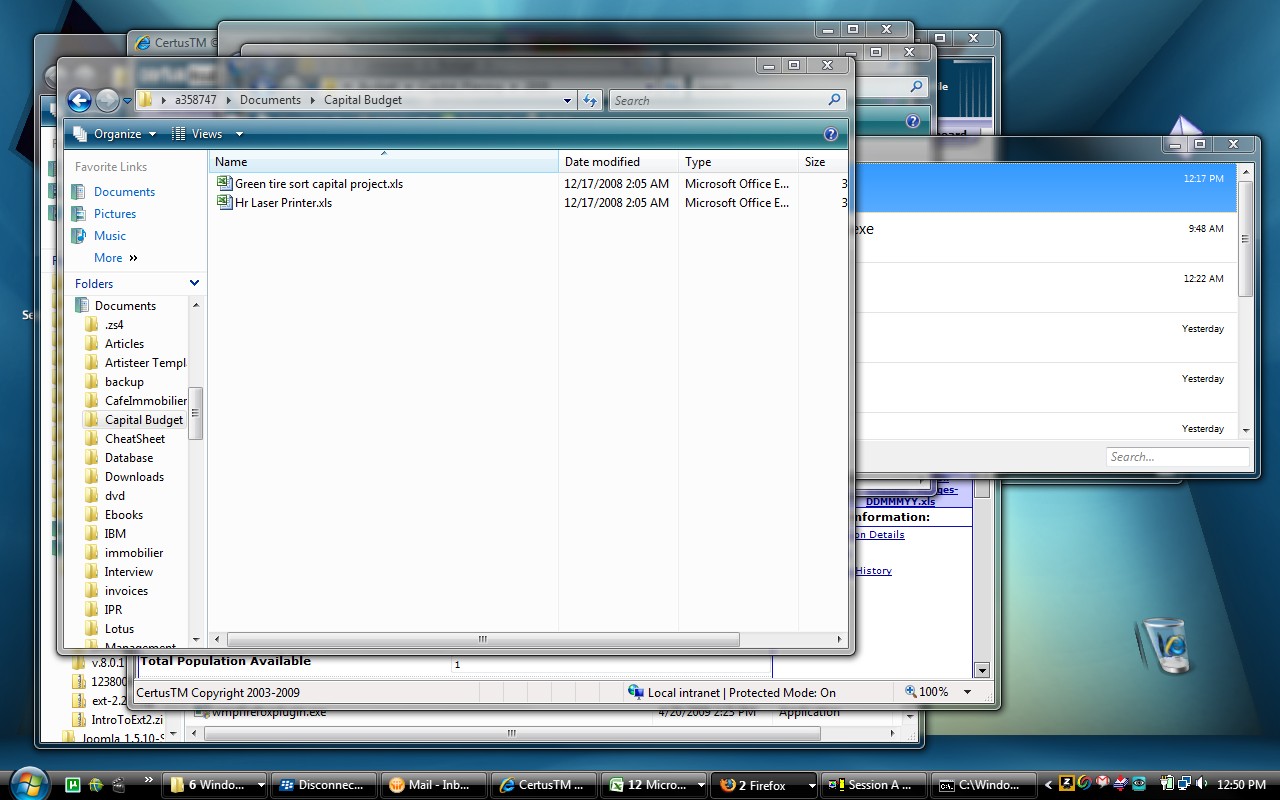 CertusTM ©
a358747 Documents Capital Budget
Search
Organize Views
Favorite Links
Documents
Pictures
Music
More »
Folders
Documents
.zs4
Articles
Artisteer Templ
backup
CafeImmobilier
Capital Budget
CheatSheet
Database
Downloads
dvd
Ebooks
IBM
immobilier
Interview
invoices
IPR
Lotus
Management
Name Date modified Type Size
Green tire sort capital project.xls 12/17/2008 2:05 AM Microsoft Office E... 3
Hr Laser Printer.xls 12/17/2008 2:05 AM Microsoft Office E... 3
12:17 PM
exe 9:48 AM
12:22 AM
Yesterday
Yesterday
Yesterday
Search...
ges-
DDMMMYY.xls
nformation:
on Details
History
Total Population Available 1
v.8.0.1
123800
ext-2.2
IntroToExt2.zi
Joomla_1.5.10-S
CertusTM Copyright 2003-2009
Local intranet | Protected Mode: On
100%
wmpfirefoxplugin.exe 4/20/2009 2:25 PM Application
6 Windo...
Disconnec...
Mail - Inb...
CertusTM ...
12 Micro...
2 Firefox
Session A ...
C:\Windo...
12:50 PM